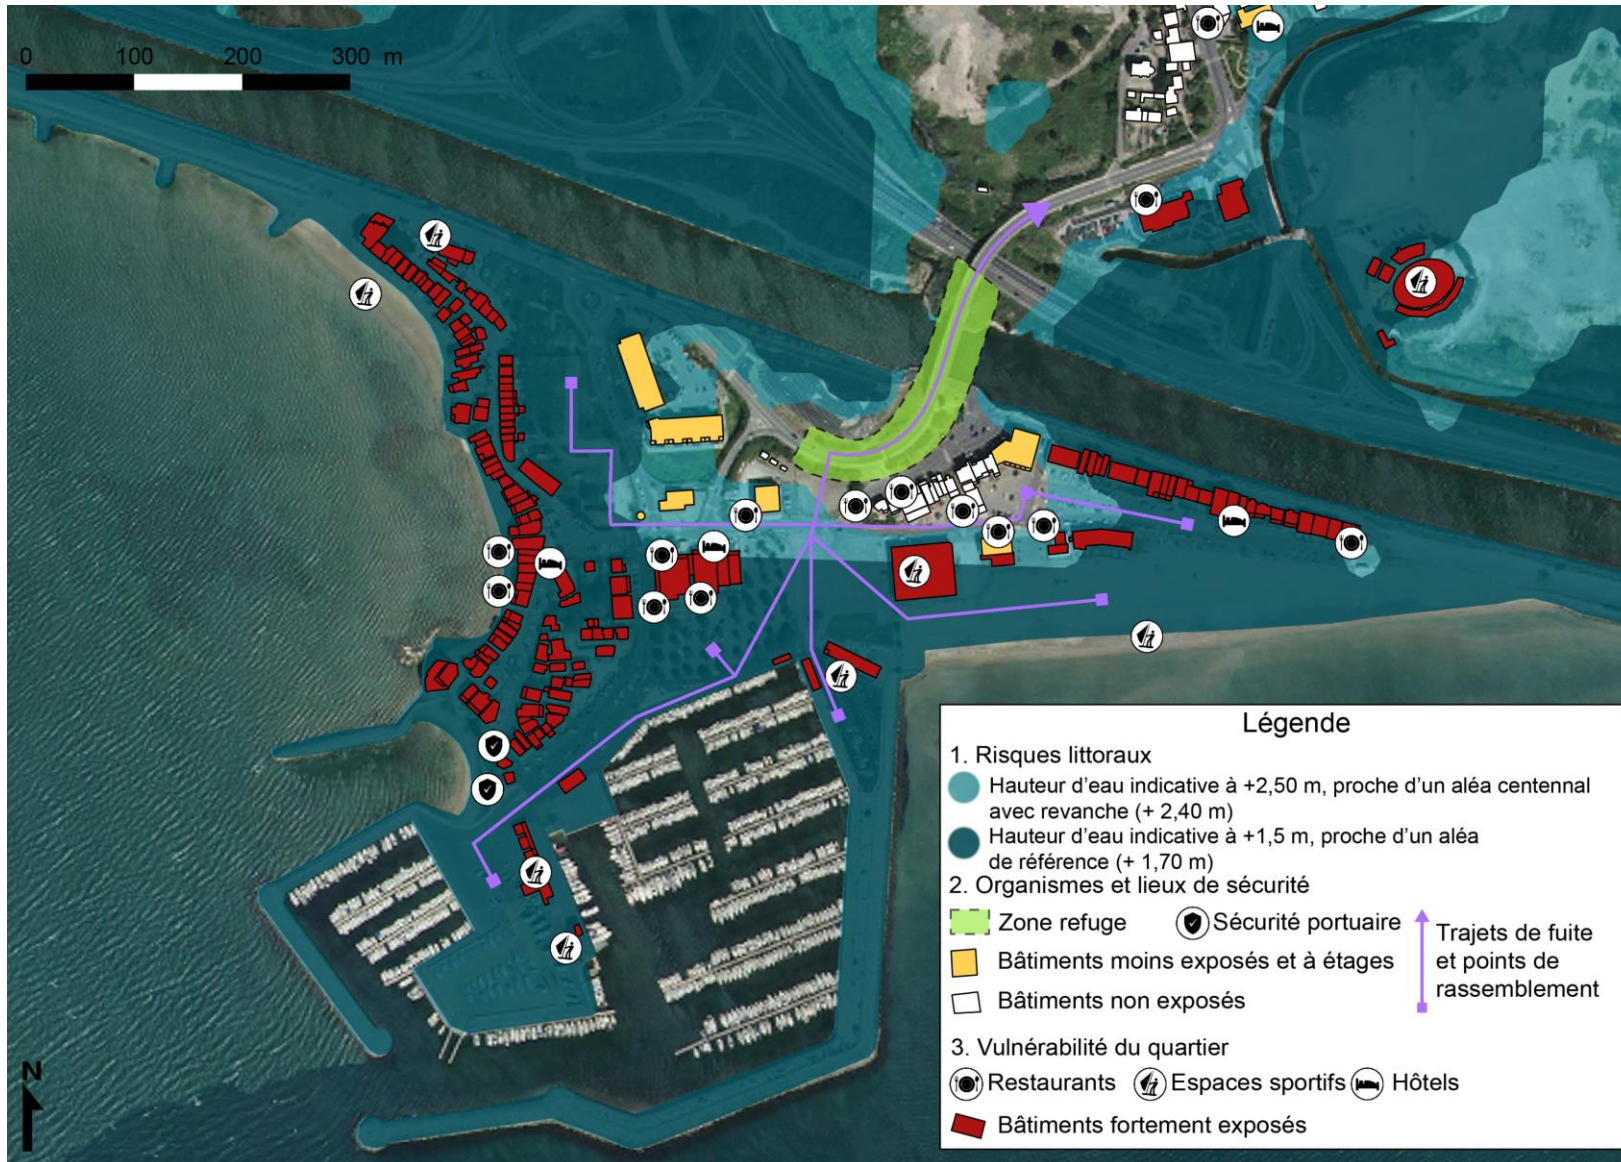 0 100 200 300 m
Légende
1. Risques littoraux
Hauteur d'eau indicative à +2,50 m, proche d'un aléa centennal
avec revanche (+ 2,40 m)
Hauteur d'eau indicative à +1,5 m, proche d'un aléa
de référence (+ 1,70 m)
2. Organismes et lieux de sécurité
Zone refuge
Sécurité portuaire
Bâtiments moins exposés et à étages
Bâtiments non exposés
Trajets de fuite
et points de
rassemblement
3. Vulnérabilité du quartier
Restaurants
Espaces sportifs
Hôtels
Bâtiments fortement exposés
N